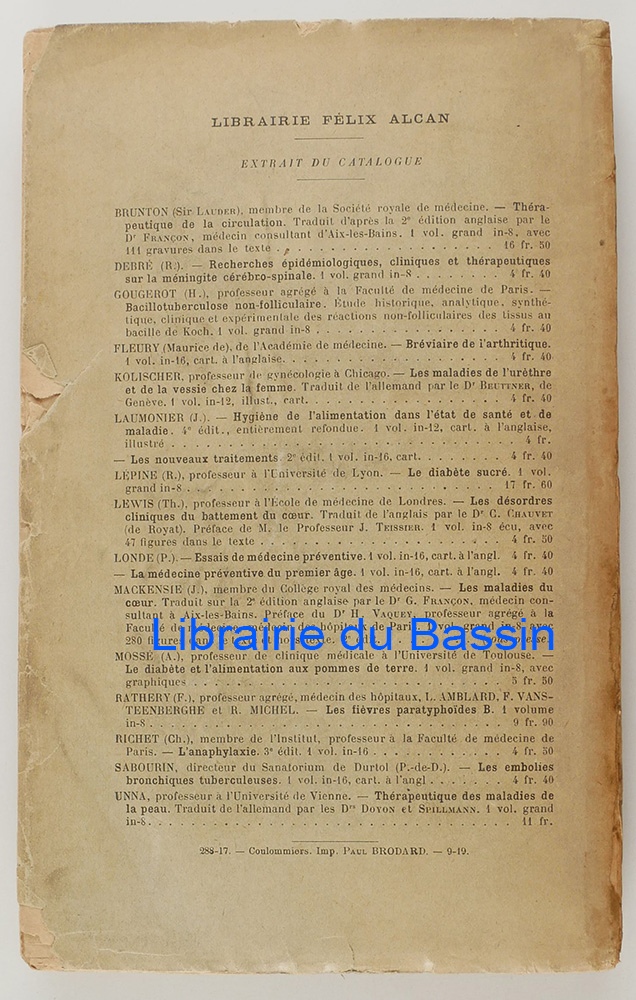 LIBRAIRIE FÉLIX ALCAN
EXTRAIT DU CATALOGUE
BRUNTON (Sir LAUDER), membre de la Société royale de médecine. — Théra-
peutique de la circulation. Traduit d'après la 2e édition anglaise par le
Dr FRANÇON, médecin consultant d'Aix-les-Bains. 1 vol. grand in-8, avec
111 gravures dans le texte . . . . . . . . . . 16 fr. 50
DEBRÉ (R.). — Recherches épidémiologiques, cliniques et thérapeutiques
sur la méningite cérébro-spinale. 1 vol. grand in-8 . . . . . . . . 4 fr. 40
GOUGEROT (H.), professeur agrégé à la Faculté de médecine de Paris. —
Bacillotuberculose non-folliculaire. Étude historique, analytique, synthé-
tique, clinique et expérimentale des réactions non-folliculaires des tissus au
bacille de Koch. 1 vol. grand in-8 . . . . . . . . . . 4 fr. 40
FLEURY (Maurice de), de l'Académie de médecine. — Bréviaire de l'arthritique.
1 vol. in-16, cart. à l'anglaise. . . . . . . . . . . 4 fr. 40
KOLISCHER, professeur de gynécologie à Chicago. — Les maladies de l'urèthre
et de la vessie chez la femme. Traduit de l'allemand par le Dr BEUTTNER, de
Genève. 1 vol. in-12, illust., cart. . . . . . . . . . . 4 fr. 40
LAUMONIER (J.). — Hygiène de l'alimentation dans l'état de santé et de
maladie. 4e édit., entièrement refondue. 1 vol. in-12, cart. à l'anglaise,
illustré . . . . . . . . . . 4 fr.
— Les nouveaux traitements. 2e édit. 1 vol. in-16, cart. . . . . . . . 4 fr. 40
LÉPINE (R.), professeur à l'Université de Lyon. — Le diabète sucré. 1 vol.
grand in-8 . . . . . . . . . . 17 fr. 60
LEWIS (Th.), professeur à l'École de médecine de Londres. — Les désordres
cliniques du battement du cœur. Traduit de l'anglais par le Dr C. CHAUVET
(de Royat). Préface de M. le Professeur J. TEISSIER. 1 vol. in-8 écu, avec
47 figures dans le texte . . . . . . . . . . 4 fr. 50
LONDE (P.). — Essais de médecine préventive. 1 vol. in-16, cart. à l'angl. 4 fr. 40
— La médecine préventive du premier âge. 1 vol. in-16, cart. à l'angl. 4 fr. 40
MACKENSIE (J.), membre du Collège royal des médecins. — Les maladies du
cœur. Traduit sur la 2e édition anglaise par le Dr G. FRANÇON, médecin con-
sultant à Aix-les-Bains. Préface du Dr H. VAQUEY, professeur agrégé à la
Faculté de médecine, médecin des hôpitaux de Paris. 1 vol. grand in-8, avec
280 figures dans le texte
Librairie du Bassin
MOSSÉ (A.), professeur de clinique médicale à l'Université de Toulouse. —
Le diabète et l'alimentation aux pommes de terre. 1 vol. grand in-8, avec
graphiques . . . . . . . . . . 5 fr. 50
RATHERY (F.), professeur agrégé, médecin des hôpitaux, L. AMBLARD, F. VANS-
TEENBERGHE et R. MICHEL. — Les fièvres paratyphoïdes B. 1 volume
in-8 . . . . . . . . . . 9 fr. 90
RICHET (Ch.), membre de l'Institut, professeur à la Faculté de médecine de
Paris. — L'anaphylaxie. 3e édit. 1 vol. in-16 . . . . . . . . . . 4 fr. 50
SABOURIN, directeur du Sanatorium de Durtol (P.-de-D.). — Les embolies
bronchiques tuberculeuses. 1 vol. in-16, cart. à l'angl . . . . . . . 4 fr. 40
UNNA, professeur à l'Université de Vienne. — Thérapeutique des maladies de
la peau. Traduit de l'allemand par les Drs DOYON et SPILLMANN. 1 vol. grand
in-8. . . . . . . . . . 11 fr.
288-17. — Coulommiers. Imp. PAUL BRODARD. — 9-19.